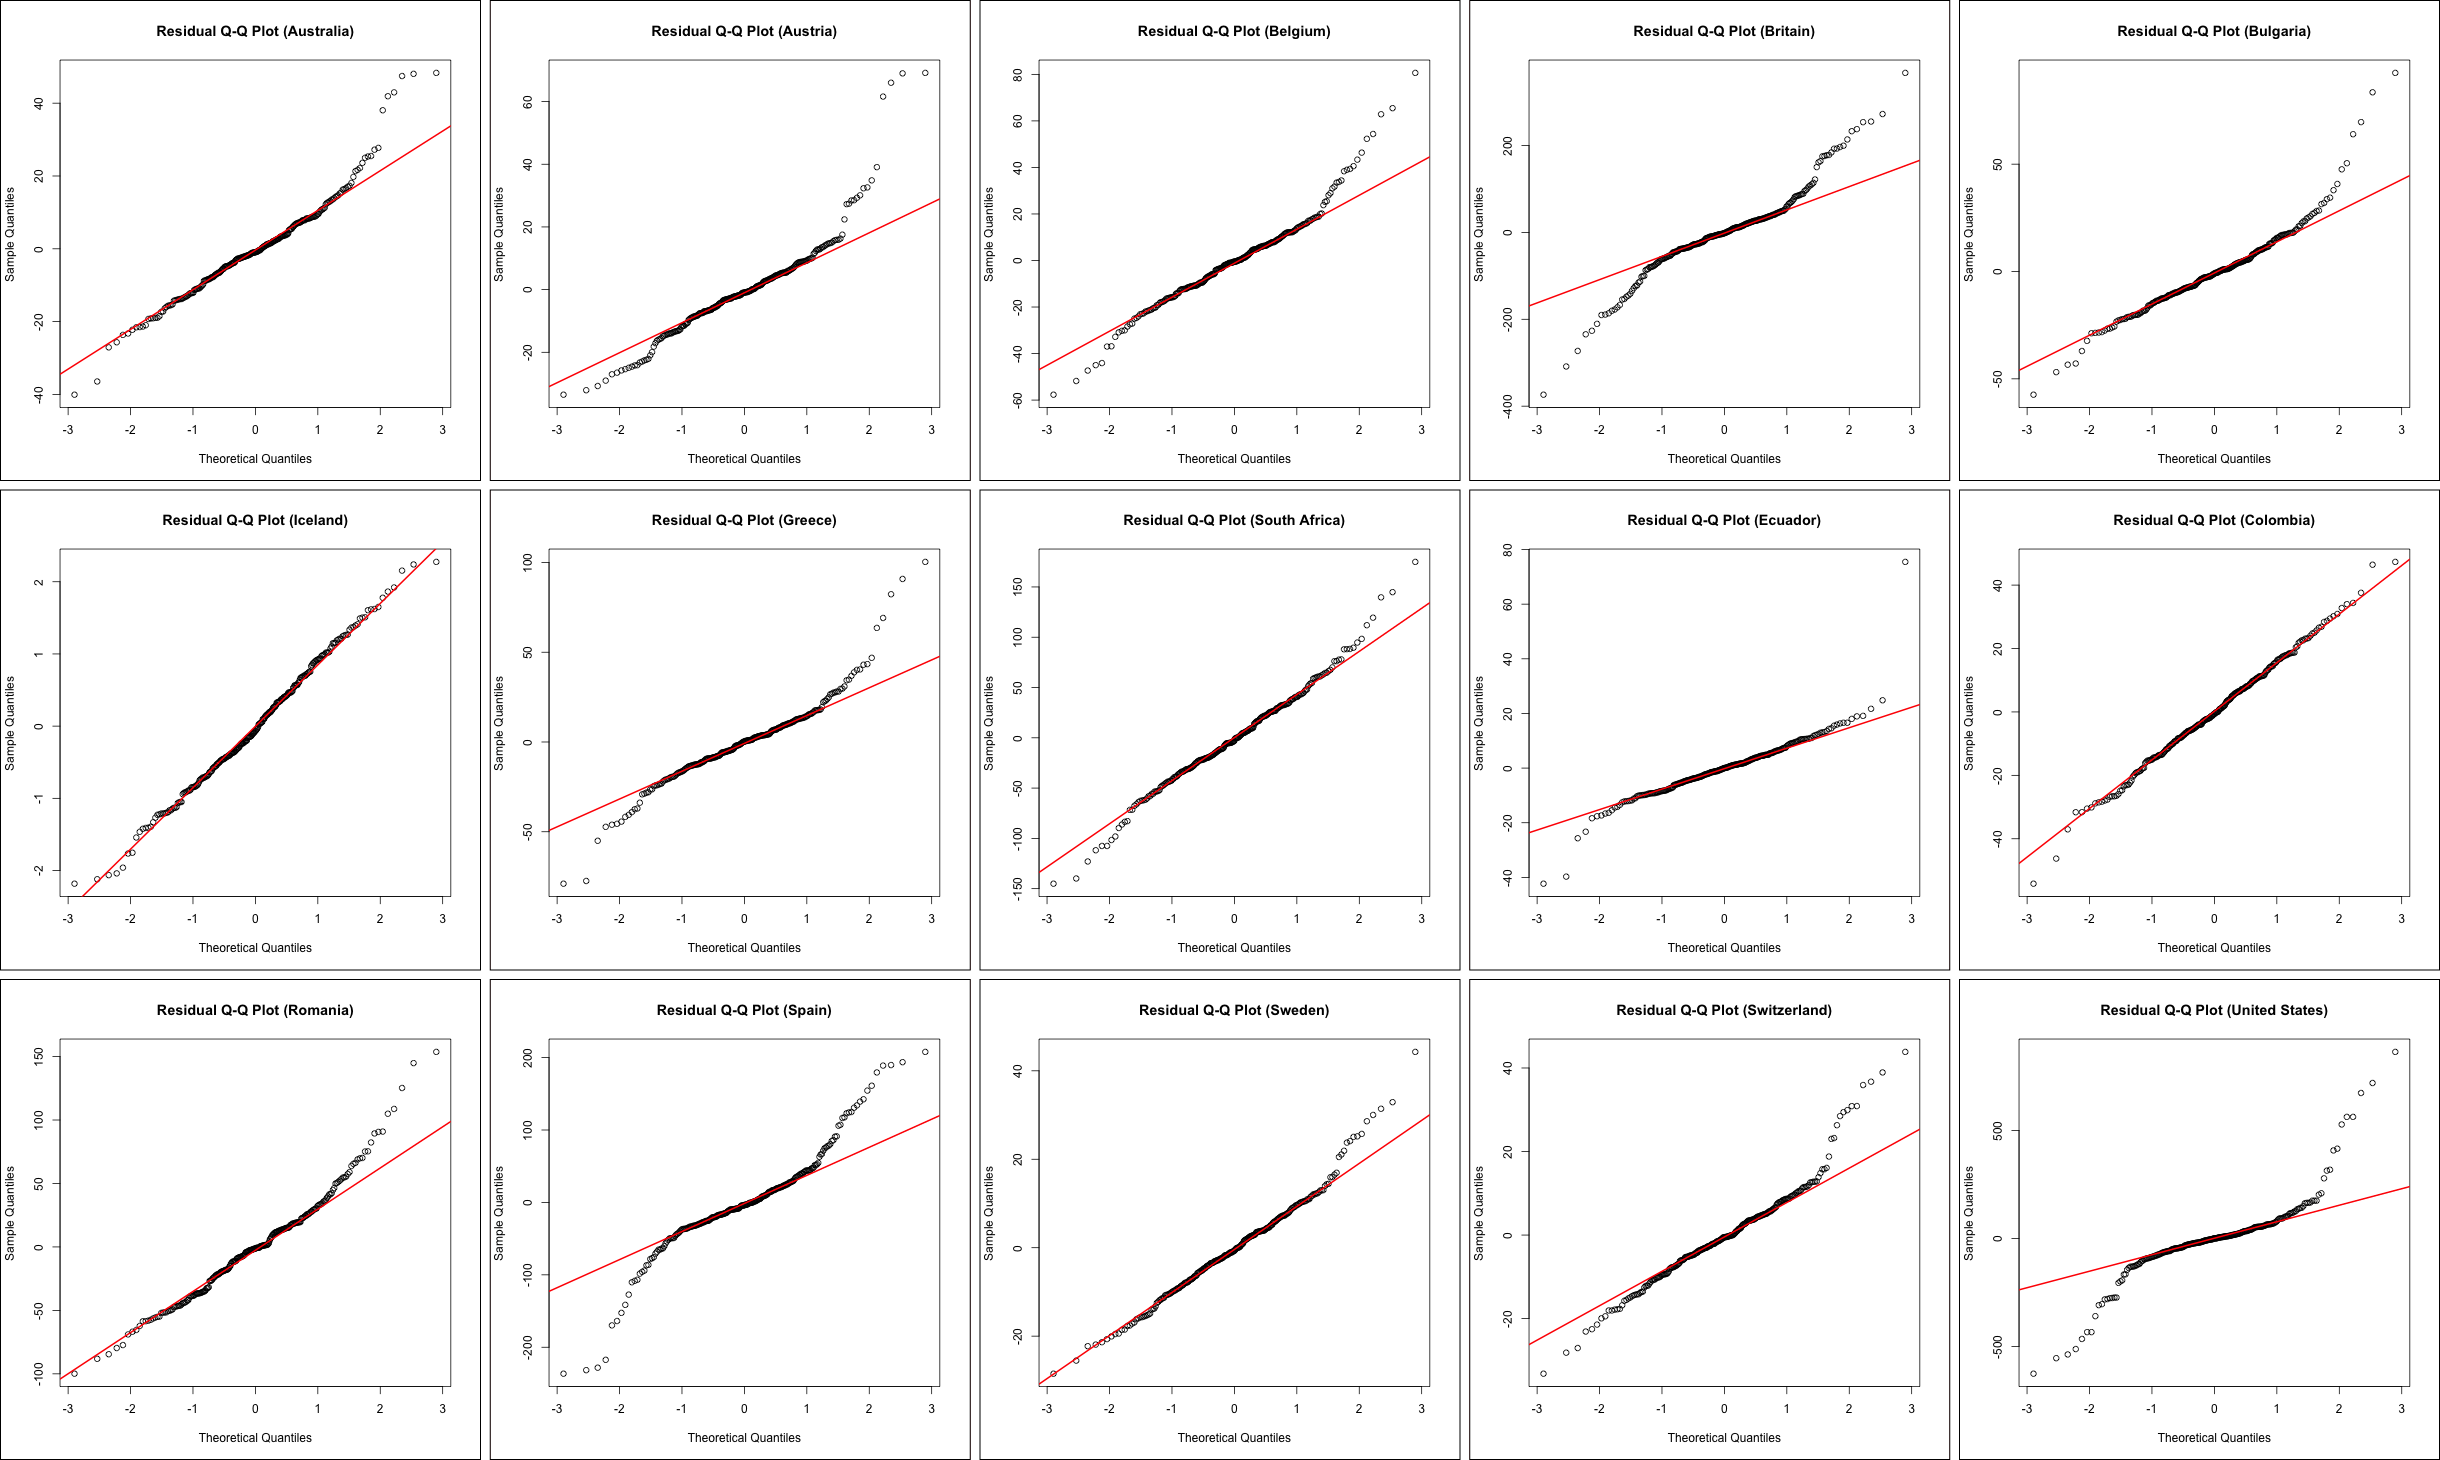 Residual Q-Q Plot (Australia)
Sample Quantiles
40
20
0
-20
-40
-3 -2 -1 0 1 2 3
Theoretical Quantiles
Residual Q-Q Plot (Austria)
Sample Quantiles
60
40
20
0
-20
-3 -2 -1 0 1 2 3
Theoretical Quantiles
Residual Q-Q Plot (Belgium)
Sample Quantiles
80
60
40
20
0
-20
-40
-60
-3 -2 -1 0 1 2 3
Theoretical Quantiles
Residual Q-Q Plot (Britain)
Sample Quantiles
200
0
-200
-400
-3 -2 -1 0 1 2 3
Theoretical Quantiles
Residual Q-Q Plot (Bulgaria)
Sample Quantiles
50
0
-50
-3 -2 -1 0 1 2 3
Theoretical Quantiles
Residual Q-Q Plot (Iceland)
Sample Quantiles
2
1
0
-1
-2
-3 -2 -1 0 1 2 3
Theoretical Quantiles
Residual Q-Q Plot (Greece)
Sample Quantiles
100
50
0
-50
-3 -2 -1 0 1 2 3
Theoretical Quantiles
Residual Q-Q Plot (South Africa)
Sample Quantiles
150
100
50
0
-50
-100
-150
-3 -2 -1 0 1 2 3
Theoretical Quantiles
Residual Q-Q Plot (Ecuador)
Sample Quantiles
80
60
40
20
0
-20
-40
-3 -2 -1 0 1 2 3
Theoretical Quantiles
Residual Q-Q Plot (Colombia)
Sample Quantiles
40
20
0
-20
-40
-3 -2 -1 0 1 2 3
Theoretical Quantiles
Residual Q-Q Plot (Romania)
Sample Quantiles
150
100
50
0
-50
-100
-3 -2 -1 0 1 2 3
Theoretical Quantiles
Residual Q-Q Plot (Spain)
Sample Quantiles
200
100
0
-100
-200
-3 -2 -1 0 1 2 3
Theoretical Quantiles
Residual Q-Q Plot (Sweden)
Sample Quantiles
40
20
0
-20
-3 -2 -1 0 1 2 3
Theoretical Quantiles
Residual Q-Q Plot (Switzerland)
Sample Quantiles
40
20
0
-20
-3 -2 -1 0 1 2 3
Theoretical Quantiles
Residual Q-Q Plot (United States)
Sample Quantiles
500
0
-500
-3 -2 -1 0 1 2 3
Theoretical Quantiles